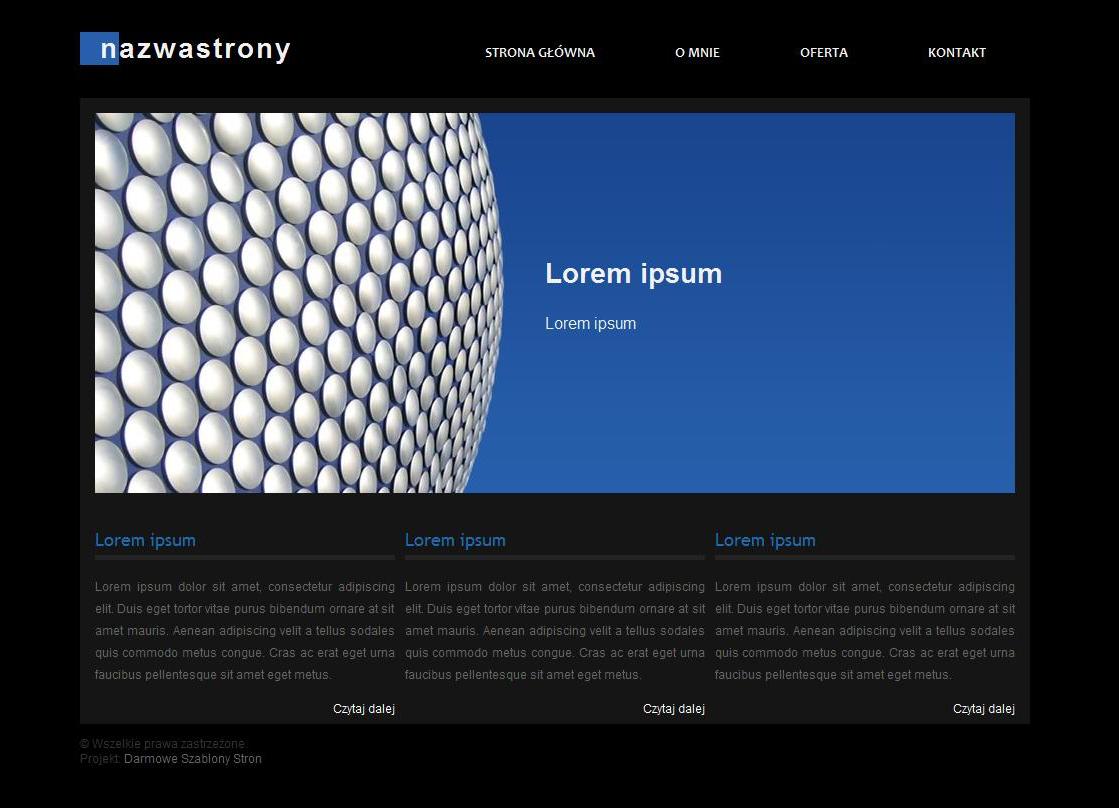 nazwastrony
STRONA GŁÓWNA O MNIE OFERTA KONTAKT
Lorem ipsum
Lorem ipsum
Lorem ipsum
Lorem ipsum dolor sit amet, consectetur adipiscing
elit. Duis eget tortor vitae purus bibendum ornare at sit
amet mauris. Aenean adipiscing velit a tellus sodales
quis commodo metus congue. Cras ac erat eget urna
faucibus pellentesque sit amet eget metus.
Czytaj dalej
Lorem ipsum
Lorem ipsum dolor sit amet, consectetur adipiscing
elit. Duis eget tortor vitae purus bibendum ornare at sit
amet mauris. Aenean adipiscing velit a tellus sodales
quis commodo metus congue. Cras ac erat eget urna
faucibus pellentesque sit amet eget metus.
Czytaj dalej
Lorem ipsum
Lorem ipsum dolor sit amet, consectetur adipiscing
elit. Duis eget tortor vitae purus bibendum ornare at sit
amet mauris. Aenean adipiscing velit a tellus sodales
quis commodo metus congue. Cras ac erat eget urna
faucibus pellentesque sit amet eget metus.
Czytaj dalej
© Wszelkie prawa zastrzeżone.
Projekt: Darmowe Szablony Stron